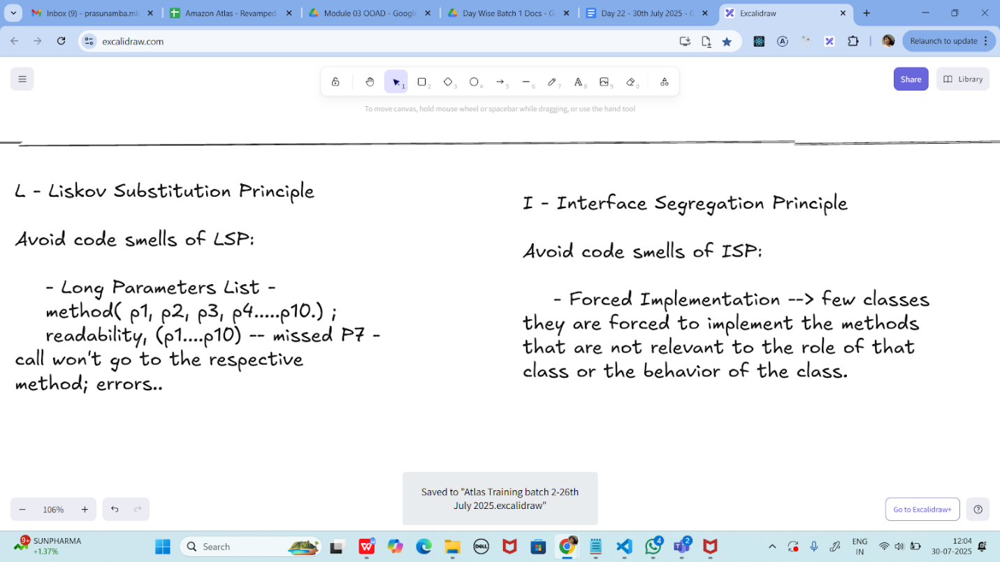 Inbox (9) - prasunamba.mk
Amazon Atlas - Revamped
Module 03 OOAD - Google
Day Wise Batch 1 Docs - G
Day 22 - 30th July 2025 - G
Excalidraw
excalidraw.com
Relaunch to update
1 2 3 4 5 6 7 8 9 0
Share
Library
To move canvas, hold mouse wheel or spacebar while dragging, or use the hand tool
L - Liskov Substitution Principle
Avoid code smells of LSP:
- Long Parameters List -
method( p1, p2, p3, p4.....p10.) ;
readability, (p1....p10) -- missed P7 -
call won't go to the respective
method; errors..
I - Interface Segregation Principle
Avoid code smells of ISP:
- Forced Implementation --> few classes
they are forced to implement the methods
that are not relevant to the role of that
class or the behavior of the class.
Saved to "Atlas Training batch 2-26th
July 2025.excalidraw"
106%
Go to Excalidraw+
9+
SUNPHARMA
+1.37%
Search
DELL
4
2
ENG
IN
12:04
30-07-2025